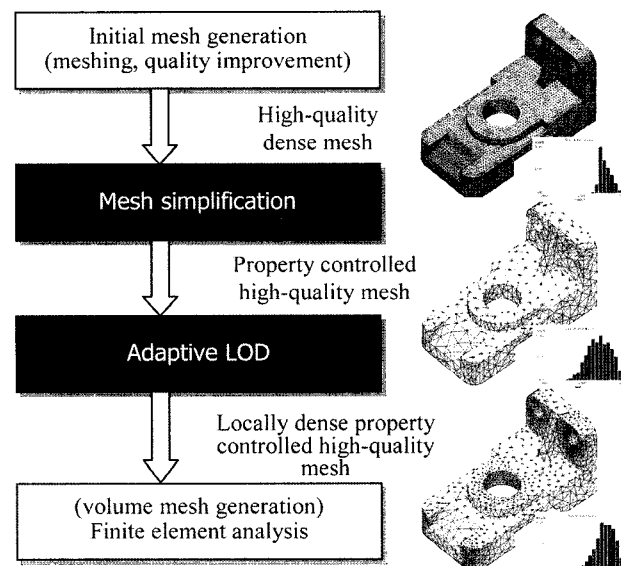 Initial mesh generation
(meshing, quality improvement)
High-quality
dense mesh
Mesh simplification
Property controlled
high-quality mesh
Adaptive LOD
Locally dense property
controlled high-quality
mesh
(volume mesh generation)
Finite element analysis